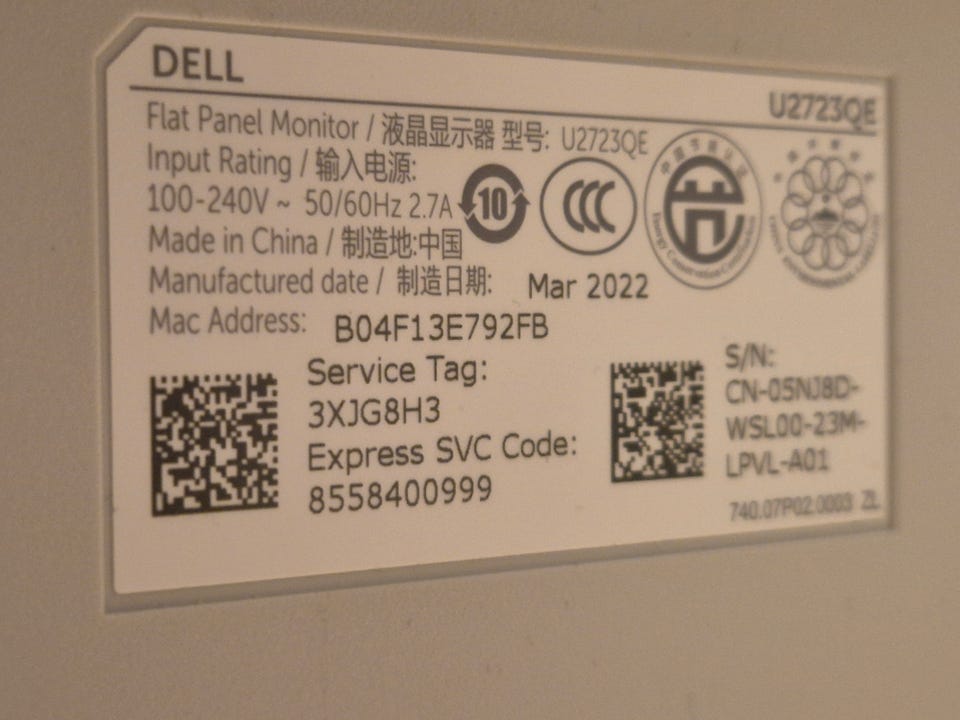 DELL
U2723QE
Flat Panel Monitor / 液晶显示器 型号: U2723QE
Input Rating / 输入电源:
100-240V ~ 50/60Hz 2.7A
10
CCC
Made in China / 制造地:中国
Manufactured date / 制造日期: Mar 2022
Mac Address: B04F13E792FB
Service Tag:
3XJG8H3
Express SVC Code:
8558400999
S/N:
CN-05NJ8D-
WSL00-23M-
LPVL-A01
740.07P02.0003 ZL